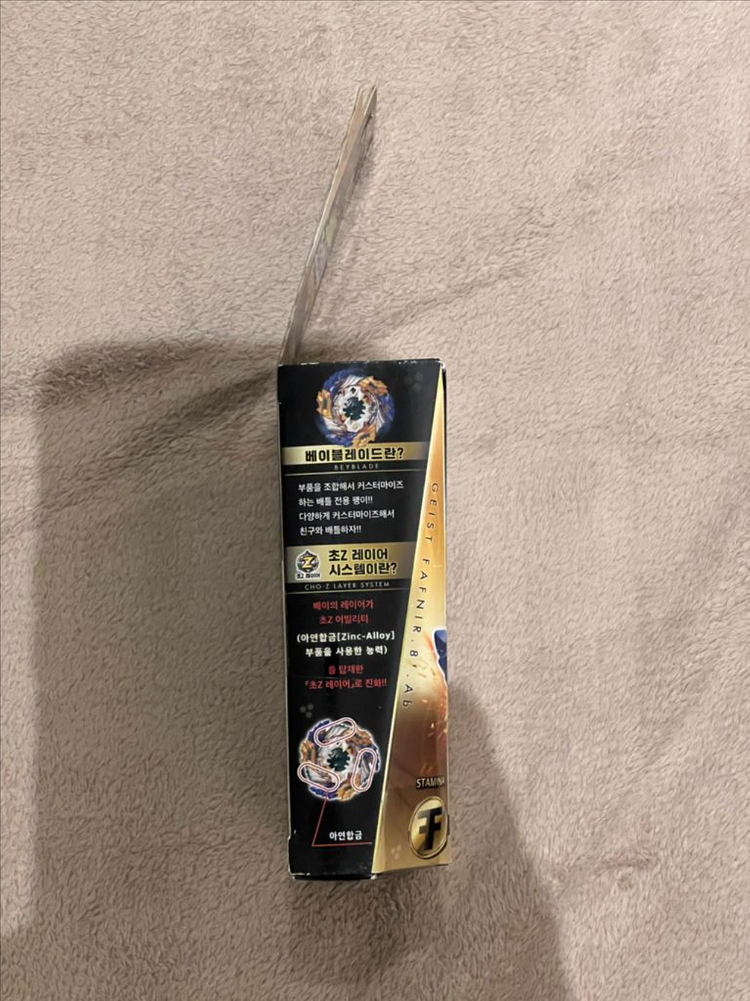 베이블레이드란?
BEYBLADE
부품을 조합해서 커스터마이즈
하는 배틀 전용 팽이!!
다양하게 커스터마이즈해서
친구와 배틀하자!!
초Z 레이어
초Z 레이어
시스템이란?
CHO-Z LAYER SYSTEM
베이의 레이어가
초Z 어빌리티
(아연합금[Zinc-Alloy]
부품을 사용한 능력)
를 탑재한
「초Z 레이어」로 진화!!
아연합금
GEIST FAFNIR.8'.Ab
STAMINA
F